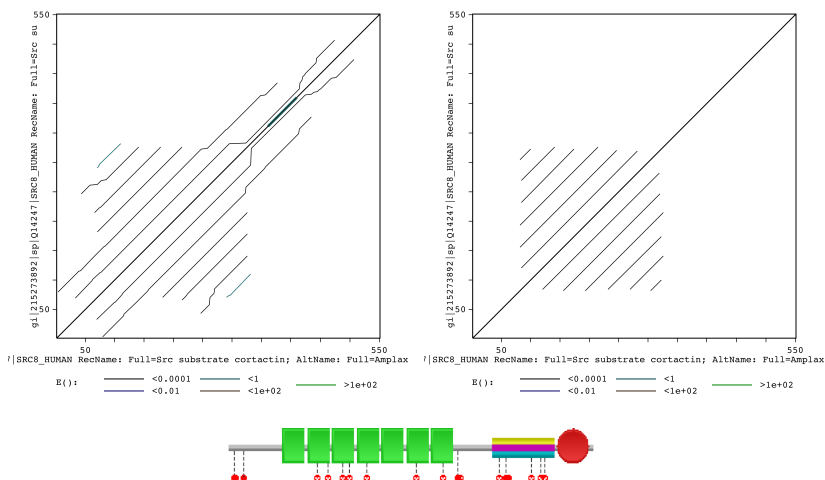 550
550
gi|215273892|sp|Q14247|SRC8_HUMAN RecName: Full=Src su
gi|215273892|sp|Q14247|SRC8_HUMAN RecName: Full=Src su
50
50
50 550
50 550
|SRC8_HUMAN RecName: Full=Src substrate cortactin; AltName: Full=Amplax
|SRC8_HUMAN RecName: Full=Src substrate cortactin; AltName: Full=Amplax
E(): <0.0001 <1 >1e+02
<0.01 <1e+02
E(): <0.0001 <1 >1e+02
<0.01 <1e+02